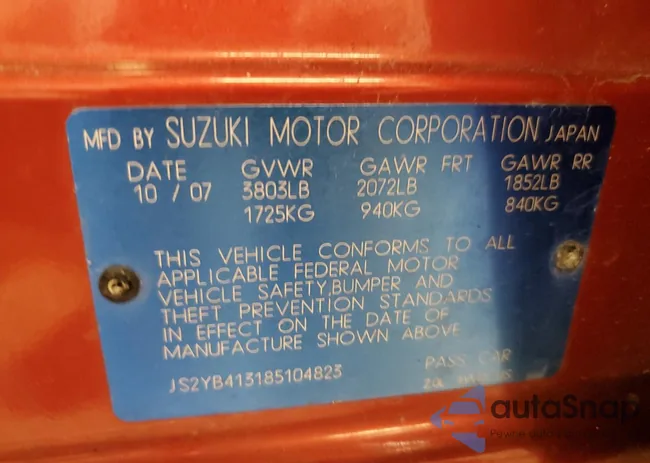 MFD BY SUZUKI MOTOR CORPORATION JAPAN
DATE GVWR GAWR FRT GAWR RR
10 / 07 3803LB 2072LB 1852LB
1725KG 940KG 840KG
THIS VEHICLE CONFORMS TO ALL
APPLICABLE FEDERAL MOTOR
VEHICLE SAFETY,BUMPER AND
THEFT PREVENTION STANDARDS
IN EFFECT ON THE DATE OF
MANUFACTURE SHOWN ABOVE
JS2YB413185104823 PASS CAR
autoSnap